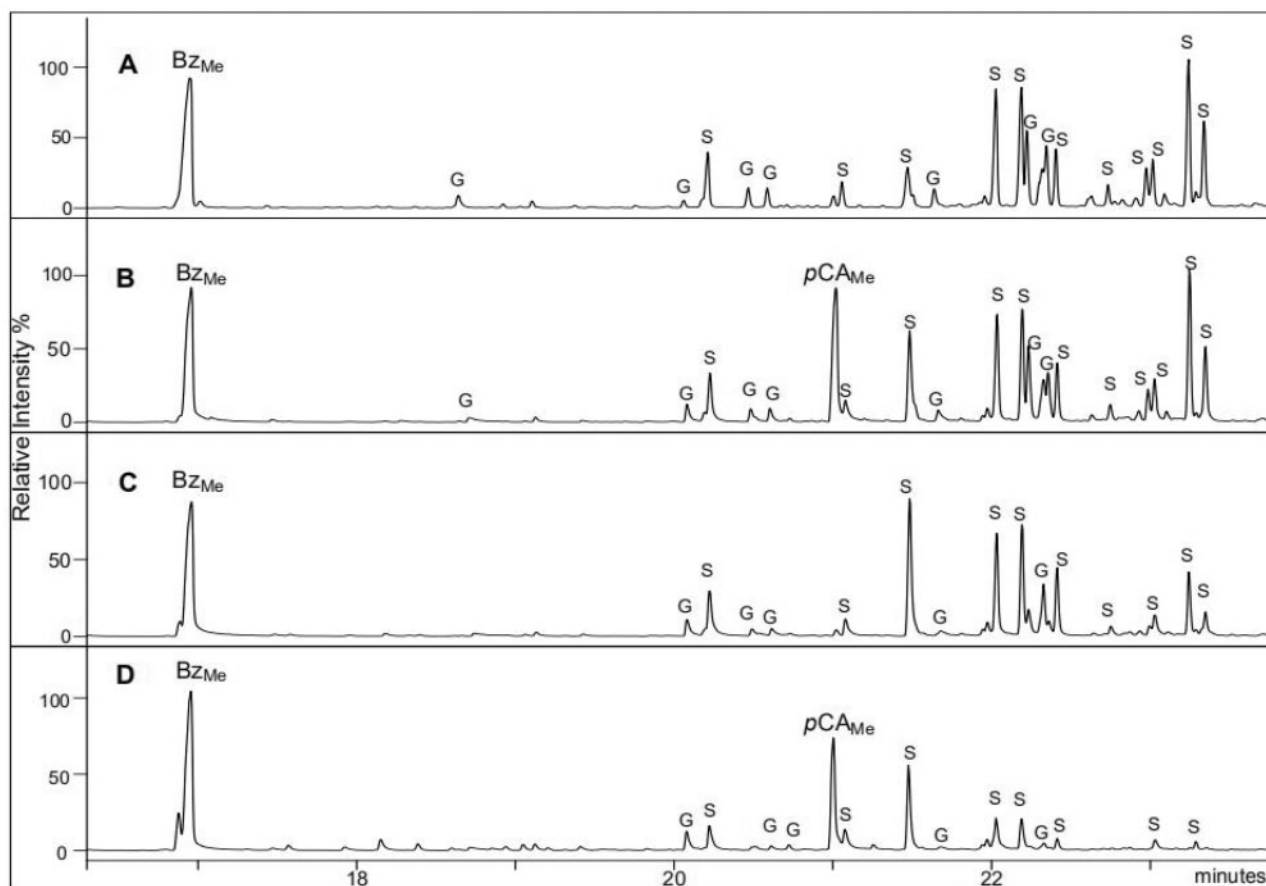 Relative Intensity %
A
BzMe
100
50
0
G G S G G S S G S S G G S S S S S S
B
BzMe
pCAMe
100
50
0
G G S G G S S G S S G G S S S S S S
C
BzMe
100
50
0
G S G G S S G S S G S S S S S
D
BzMe
pCAMe
100
50
0
G S G G S S G S S G S S S
18 20 22 minutes